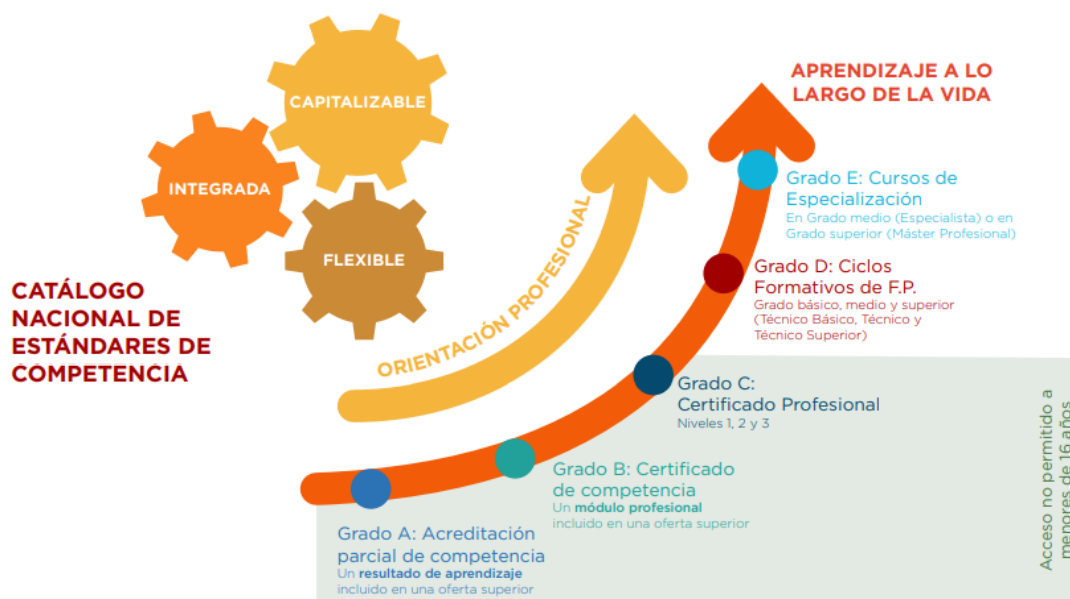 CAPITALIZABLE
INTEGRADA
FLEXIBLE
CATÁLOGO
NACIONAL DE
ESTÁNDARES DE
COMPETENCIA
ORIENTACIÓN PROFESIONAL
APRENDIZAJE A LO
LARGO DE LA VIDA
Grado E: Cursos de
Especialización
En Grado medio (Especialista) o en
Grado superior (Máster Profesional)
Grado D: Ciclos
Formativos de F.P.
Grado básico, medio y superior
(Técnico Básico, Técnico y
Técnico Superior)
Grado C:
Certificado Profesional
Niveles 1, 2 y 3
Grado B: Certificado
de competencia
Un módulo profesional
incluido en una oferta superior
Grado A: Acreditación
parcial de competencia
Un resultado de aprendizaje
incluido en una oferta superior
Acceso no permitido a
menores de 16 años